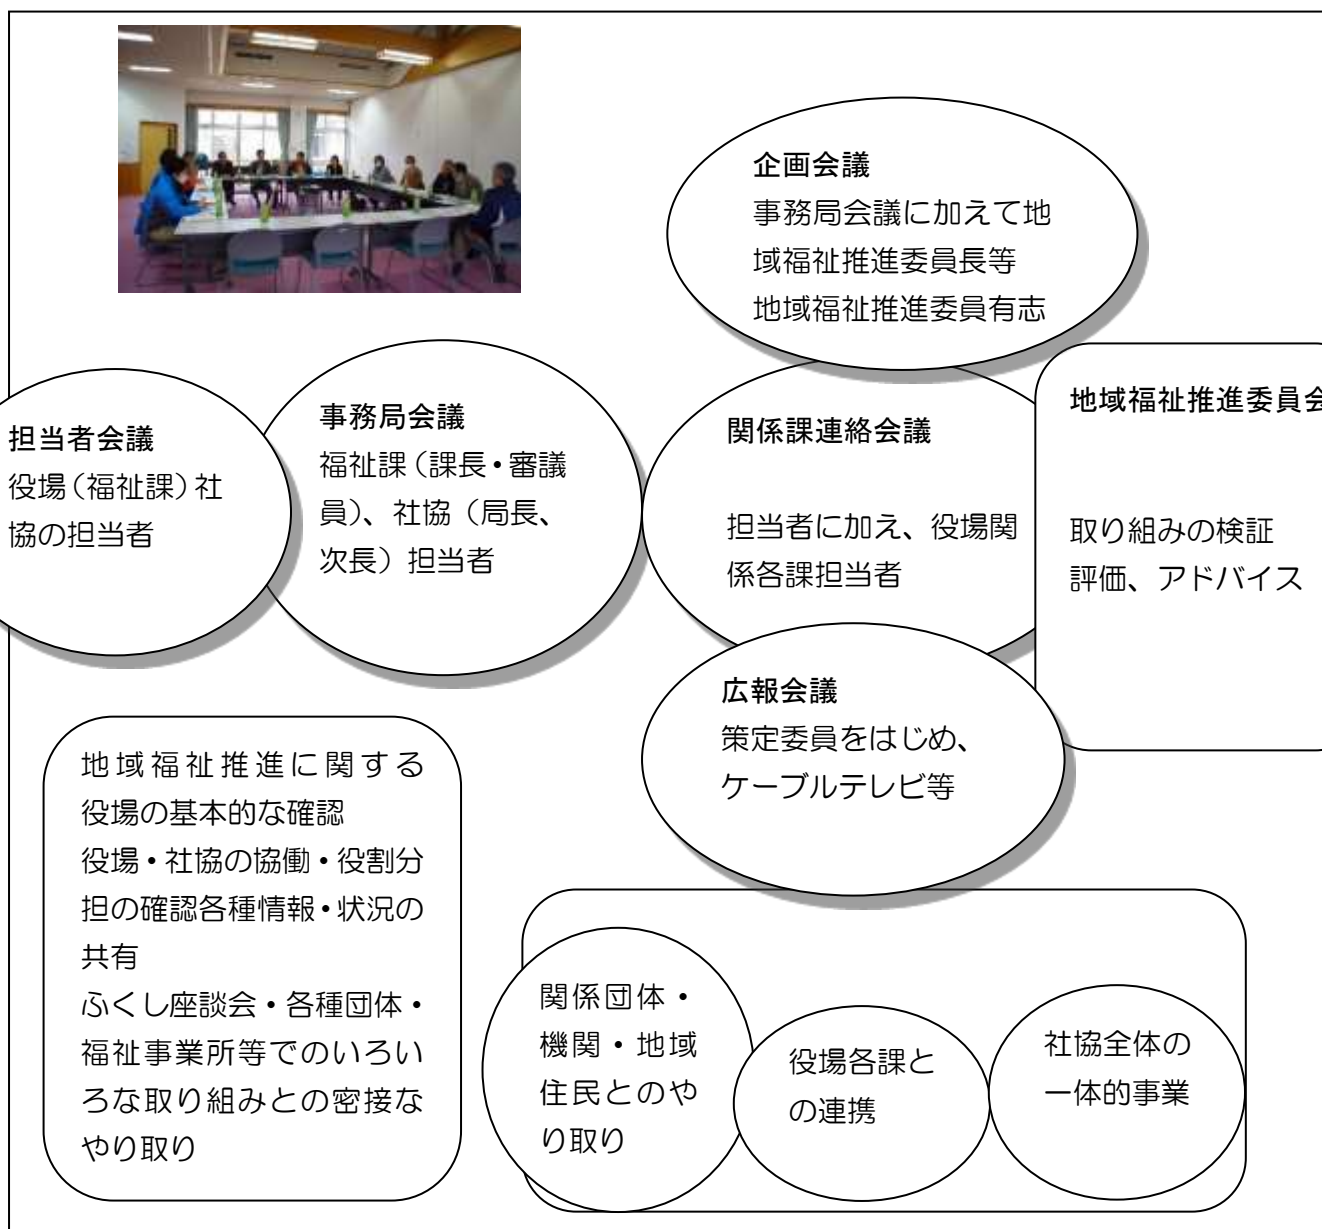 企画会議
事務局会議に加えて地
域福祉推進委員長等
地域福祉推進委員有志
担当者会議
役場（福祉課）社
協の担当者
事務局会議
福祉課（課長・審議
員）、社協（局長、
次長）担当者
関係課連絡会議
担当者に加え、役場関
係各課担当者
地域福祉推進委員会
取り組みの検証
評価、アドバイス
広報会議
策定委員をはじめ、
ケーブルテレビ等
地域福祉推進に関する
役場の基本的な確認
役場・社協の協働・役割分
担の確認各種情報・状況の
共有
ふくし座談会・各種団体・
福祉事業所等でのいろい
ろな取り組みとの密接な
やり取り
関係団体・
機関・地域
住民とのや
り取り
役場各課と
の連携
社協全体の
一体的事業